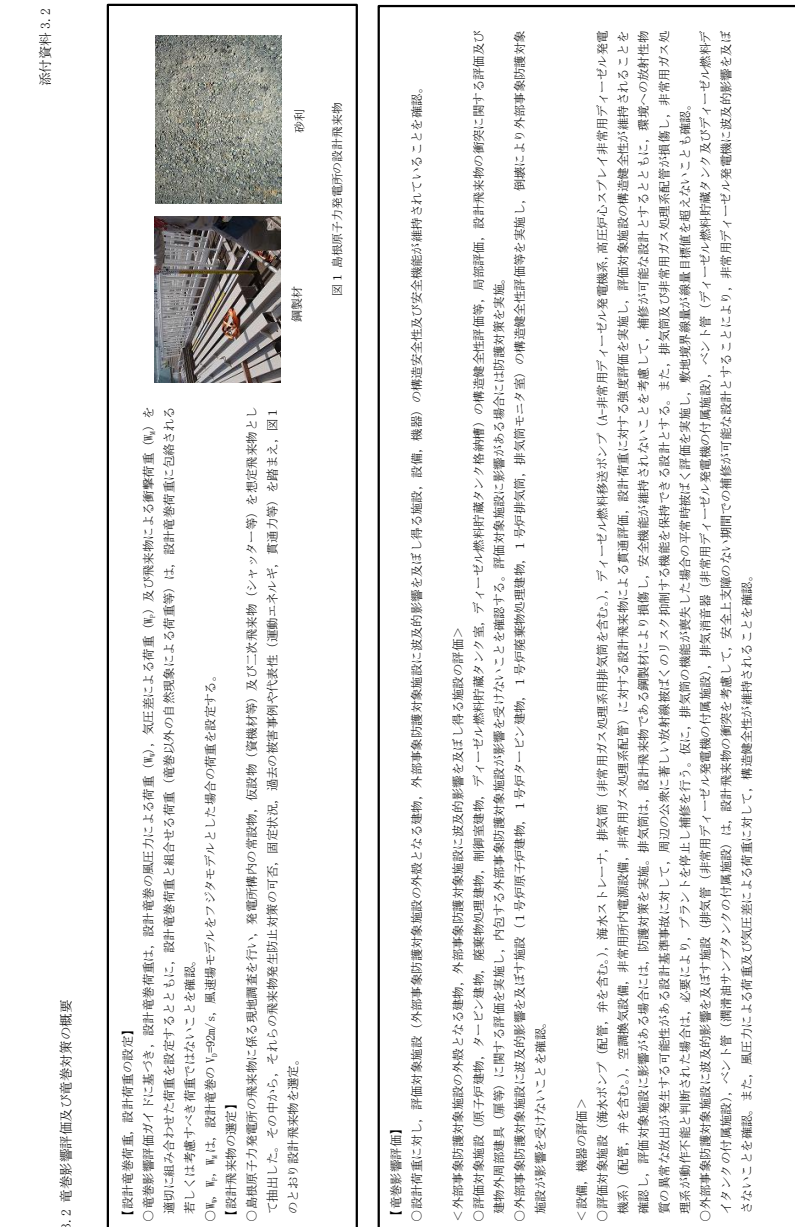 添付資料 3.2
3.2 竜巻影響評価及び竜巻対策の概要
【設計竜巻荷重，設計荷重の設定】
○竜巻影響評価ガイドに基づき，設計竜巻荷重は，設計竜巻の風圧力による荷重（W_W），気圧差による荷重（W_P）及び飛来物による衝撃荷重（W_M）を
適切に組み合わせた荷重を設定するとともに，設計竜巻荷重と組合せる荷重（竜巻以外の自然現象による荷重等）は，設計竜巻荷重に包絡される
若しくは考慮すべき荷重ではないことを確認。
○W_W，W_P，W_Mは，設計竜巻のV_D=92m/s，風速場モデルをフジタモデルとした場合の荷重を設定する。
【設計飛来物の選定】
○島根原子力発電所の飛来物に係る現地調査を行い，発電所構内の常設物，仮設物（資機材等）及び二次飛来物（シャッター等）を想定飛来物とし
て抽出した。その中から，それらの飛来物発生防止対策の可否，固定状況，過去の被害事例や代表性（運動エネルギ，貫通力等）を踏まえ，図1
のとおり設計飛来物を選定。
鋼製材
砂利
図1 島根原子力発電所の設計飛来物
【竜巻影響評価】
○設計荷重に対し，評価対象施設（外部事象防護対象施設の外殻となる建物，外部事象防護対象施設に波及的影響を及ぼし得る施設，設備，機器）の構造安全性及び安全機能が維持されていることを確認。
＜外部事象防護対象施設の外殻となる建物，外部事象防護対象施設に波及的影響を及ぼし得る施設の評価＞
○評価対象施設（原子炉建物，タービン建物，廃棄物処理建物，制御室建物，ディーゼル燃料貯蔵タンク室，ディーゼル燃料貯蔵タンク格納槽）の構造健全性評価等，局部評価，設計飛来物の衝突に関する評価及び
建物外周部建具（扉等）に関する評価を実施し，内包する外部事象防護対象施設が影響を受けないことを確認する。評価対象施設に影響がある場合には防護対策を実施。
○外部事象防護対象施設に波及的影響を及ぼす施設（1号炉原子炉建物，1号炉タービン建物，1号炉廃棄物処理建物，1号炉排気筒，排気筒モニタ室）の構造健全性評価等を実施し，倒壊により外部事象防護対象
施設が影響を受けないことを確認。
＜設備，機器の評価＞
○評価対象施設（海水ポンプ（配管，弁を含む。），海水ストレーナ，排気筒（非常用ガス処理系用排気筒を含む。），ディーゼル燃料移送ポンプ（A-非常用ディーゼル発電機系，高圧炉心スプレイ非常用ディーゼル発電
機系）（配管，弁を含む。），空調換気設備，非常用所内電源設備，非常用ガス処理系配管）に対する設計飛来物による貫通評価，設計荷重に対する強度評価を実施し，評価対象施設の構造健全性が維持されることを
確認し，評価対象施設に影響がある場合には，防護対策を実施。排気筒は，設計飛来物である鋼製材により損傷し，安全機能が維持されないことを考慮して，補修が可能な設計とするとともに，環境への放射性物
質の異常な放出が発生する可能性がある設計基準事故に対して，周辺の公衆に著しい放射線被ばくのリスク抑制する機能を保持できる設計とする。また，排気筒及び非常用ガス処理系配管が損傷し，非常用ガス処
理系が動作不能と判断された場合は，必要により，プラントを停止し補修を行う。仮に，排気筒の機能が喪失した場合の平常時被ばく評価を実施し，敷地境界線量が線量目標値を超えないことも確認。
○外部事象防護対象施設に波及的影響を及ぼす施設（排気管（非常用ディーゼル発電機の付属施設），排気消音器（非常用ディーゼル発電機の付属施設），ベント管（ディーゼル燃料貯蔵タンク及びディーゼル燃料デ
イタンクの付属施設），ベント管（潤滑油サンプタンクの付属施設）は，設計飛来物の衝突を考慮して，安全上支障のない期間での補修が可能な設計とすることにより，非常用ディーゼル発電機に波及的影響を及ぼ
さないことを確認。また，風圧力による荷重及び気圧差による荷重に対して，構造健全性が維持されることを確認。